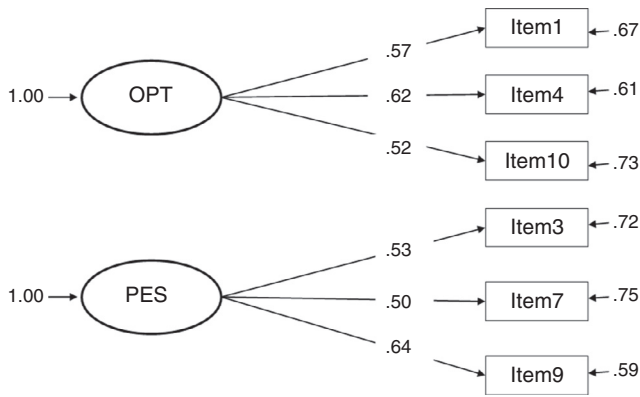 Item1
.67
.57
1.00
OPT
.62
Item4
.61
.52
Item10
.73
Item3
.72
.53
1.00
PES
.50
Item7
.75
.64
Item9
.59